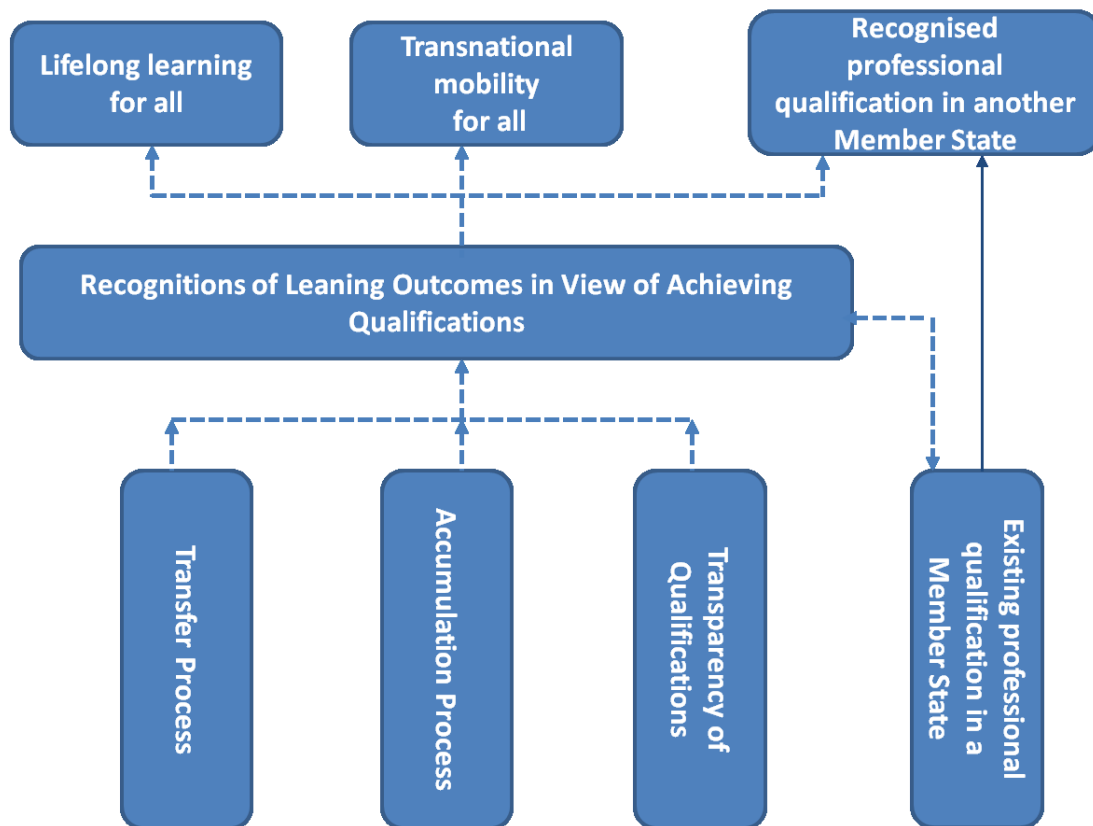 Lifelong learning
for all
Transnational
mobility
for all
Recognised
professional
qualification in another
Member State
Recognitions of Leaning Outcomes in View of Achieving
Qualifications
Transfer Process
Accumulation Process
Transparency of
Qualifications
Existing professional
qualification in a
Member State